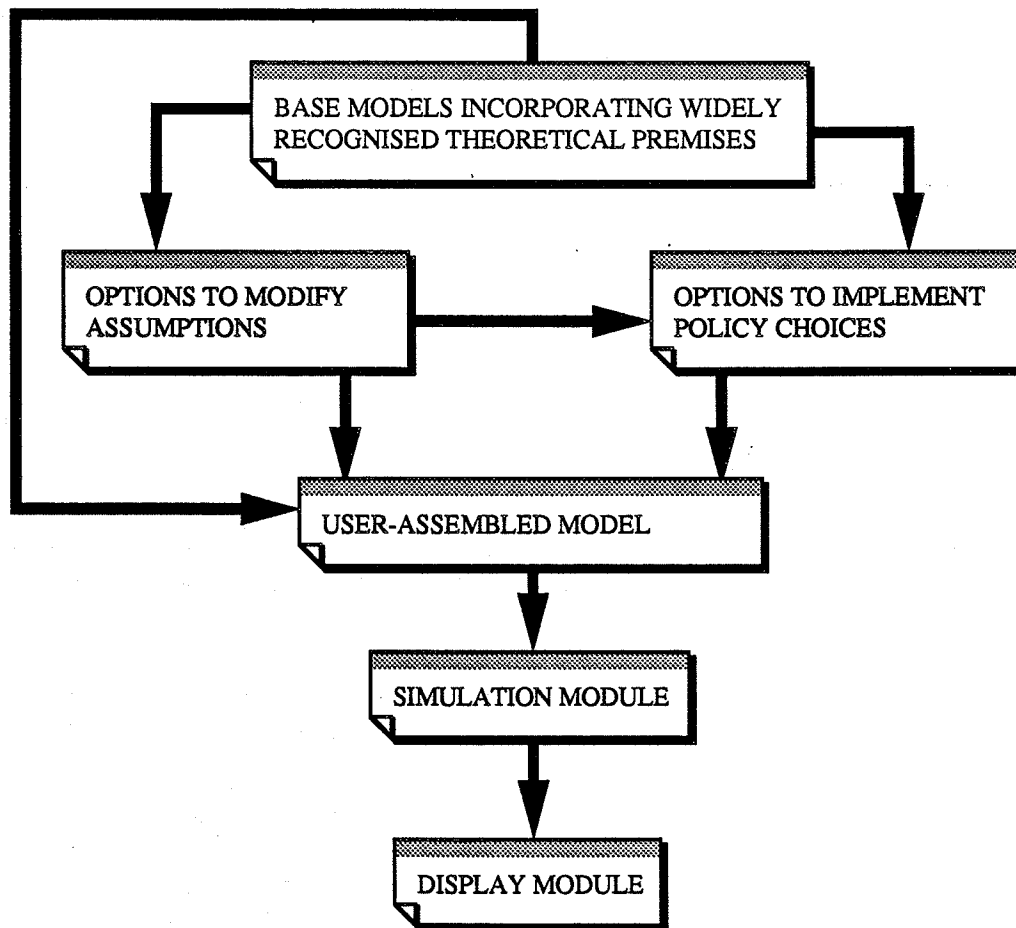 BASE MODELS INCORPORATING WIDELY
RECOGNISED THEORETICAL PREMISES
OPTIONS TO MODIFY
ASSUMPTIONS
OPTIONS TO IMPLEMENT
POLICY CHOICES
USER-ASSEMBLED MODEL
SIMULATION MODULE
DISPLAY MODULE